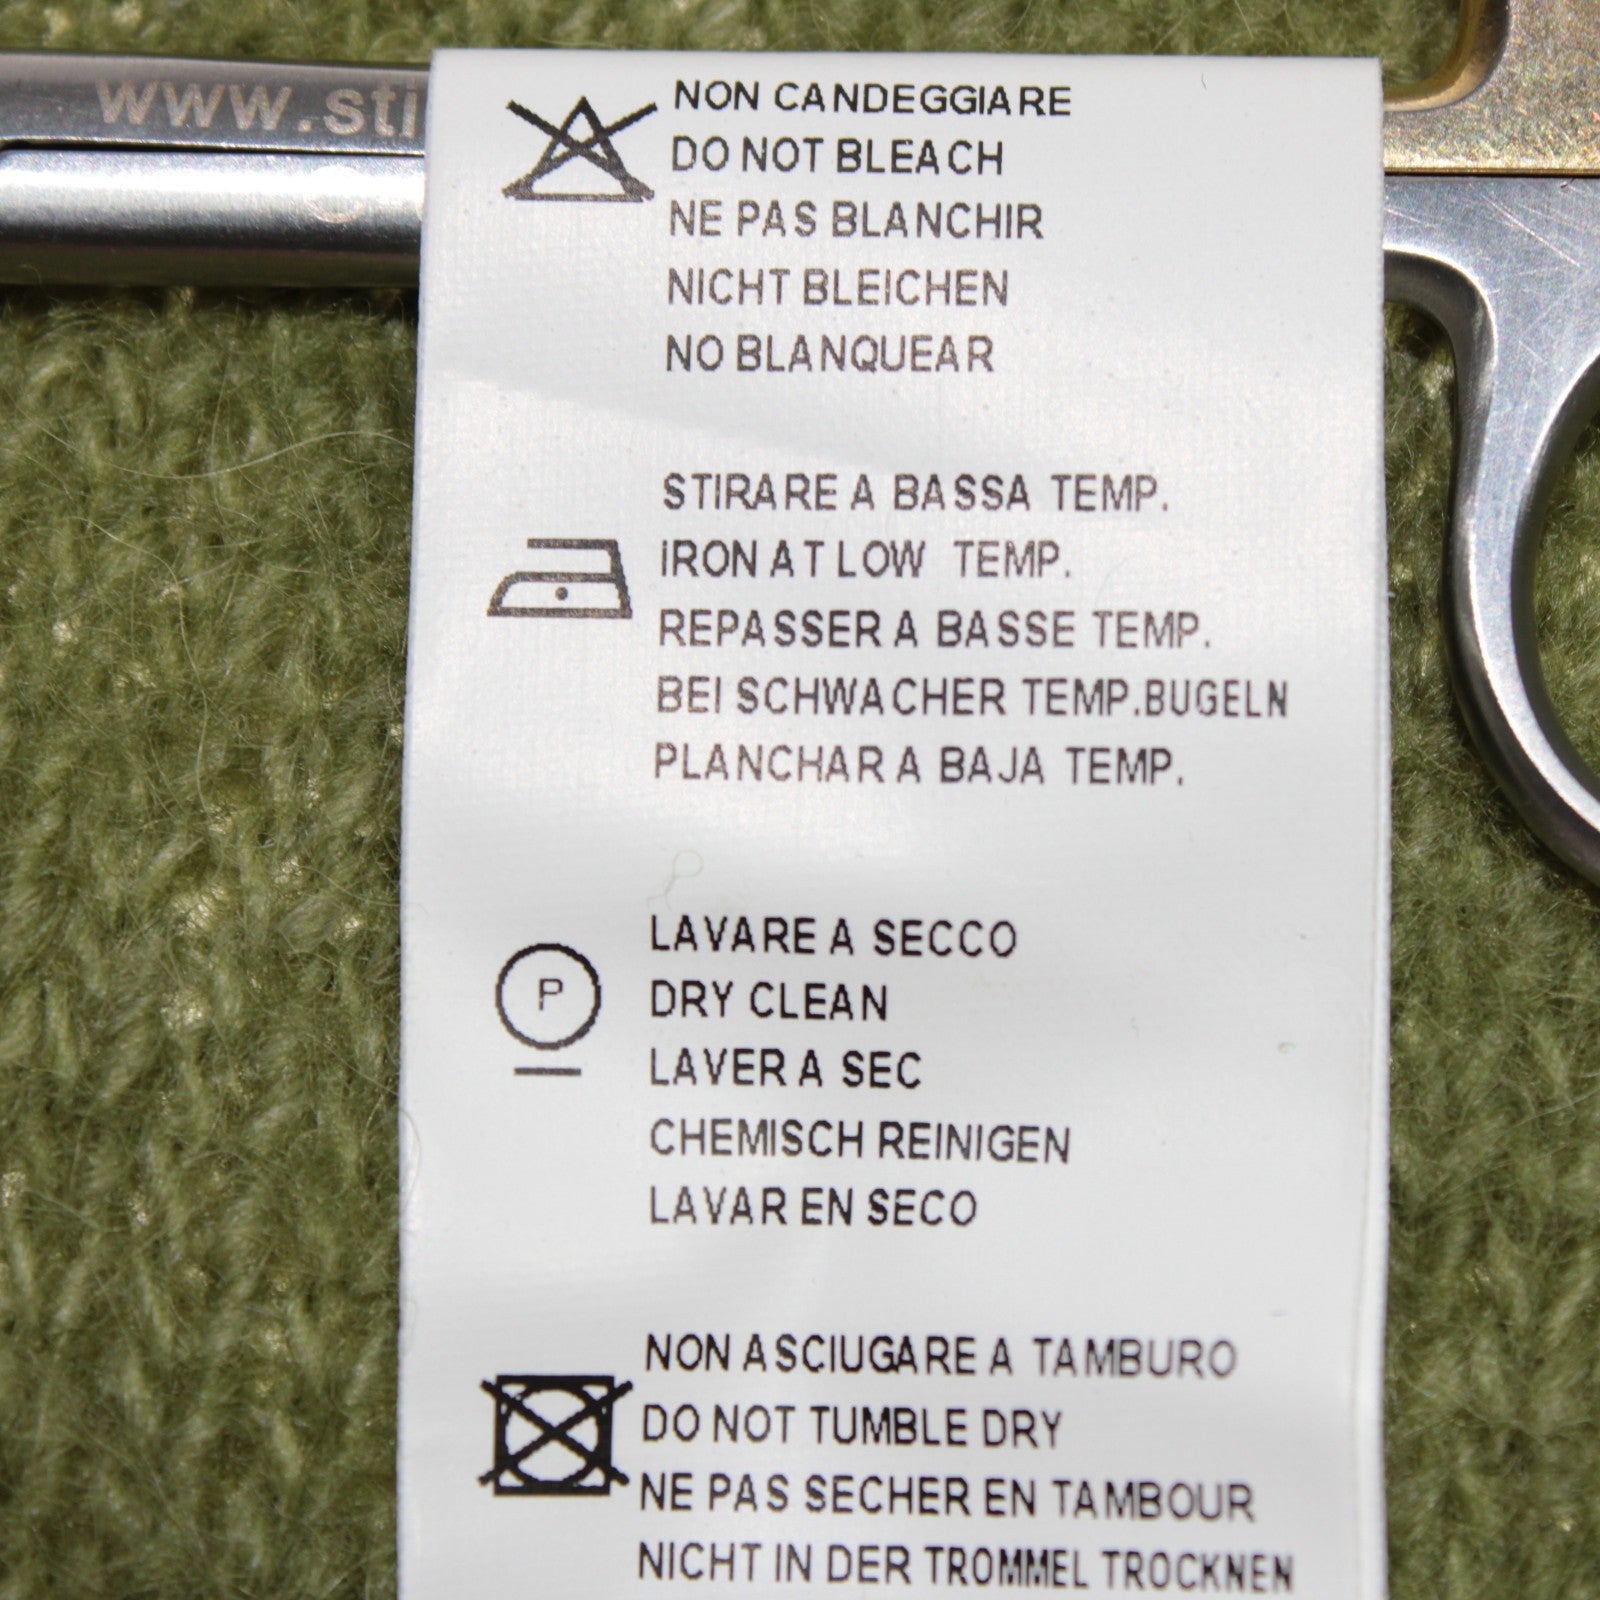 www.sti
NON CANDEGGIARE
DO NOT BLEACH
NE PAS BLANCHIR
NICHT BLEICHEN
NO BLANQUEAR
STIRARE A BASSA TEMP.
IRON AT LOW TEMP.
REPASSER A BASSE TEMP.
BEI SCHWACHER TEMP.BUGELN
PLANCHAR A BAJA TEMP.
P
LAVARE A SECCO
DRY CLEAN
LAVER A SEC
CHEMISCH REINIGEN
LAVAR EN SECO
NON ASCIUGARE A TAMBURO
DO NOT TUMBLE DRY
NE PAS SECHER EN TAMBOUR
NICHT IN DER TROMMEL TROCKNEN